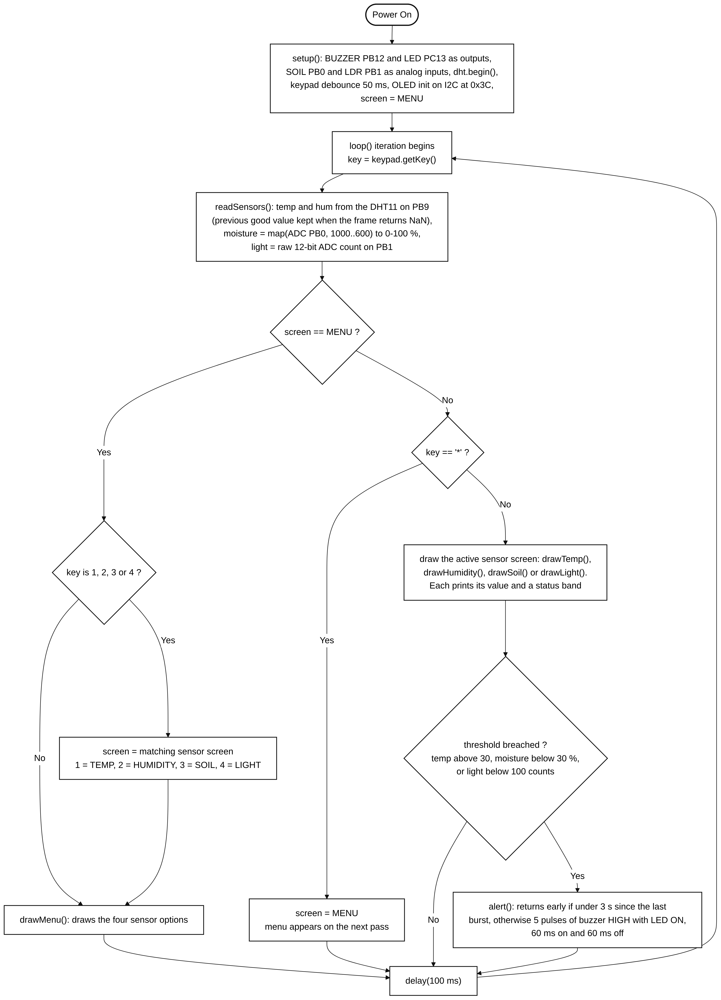 Power On
setup(): BUZZER PB12 and LED PC13 as outputs,
SOIL PB0 and LDR PB1 as analog inputs, dht.begin(),
keypad debounce 50 ms, OLED init on I2C at 0x3C,
screen = MENU
loop() iteration begins
key = keypad.getKey()
readSensors(): temp and hum from the DHT11 on PB9
(previous good value kept when the frame returns NaN),
moisture = map(ADC PB0, 1000..600) to 0-100 %,
light = raw 12-bit ADC count on PB1
screen == MENU ?
No
Yes
key == '*' ?
No
draw the active sensor screen: drawTemp(),
drawHumidity(), drawSoil() or drawLight().
Each prints its value and a status band
key is 1, 2, 3 or 4 ?
Yes
Yes
No
screen = matching sensor screen
1 = TEMP, 2 = HUMIDITY, 3 = SOIL, 4 = LIGHT
threshold breached ?
temp above 30, moisture below 30 %,
or light below 100 counts
Yes
No
drawMenu(): draws the four sensor options
screen = MENU
menu appears on the next pass
alert(): returns early if under 3 s since the last
burst, otherwise 5 pulses of buzzer HIGH with LED ON,
60 ms on and 60 ms off
delay(100 ms)